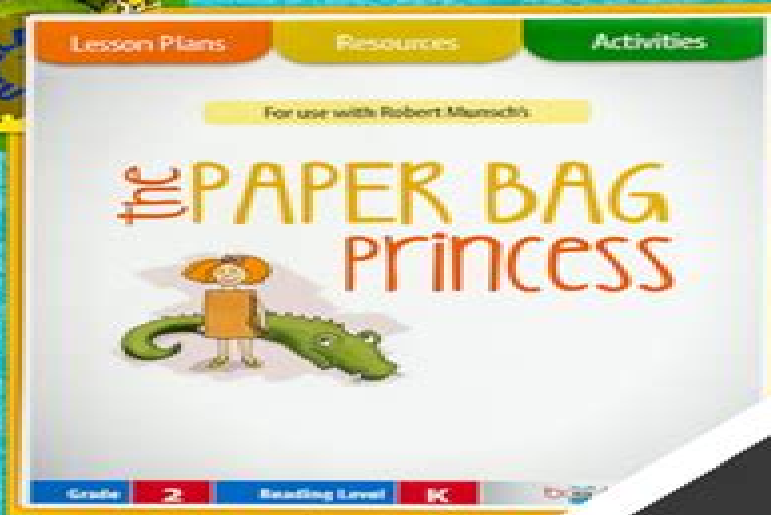 Lesson Plans
Resources
Activities
For use with Robert Munsch's
the PAPER BAG
Princess
Grade 2 Reading Level K